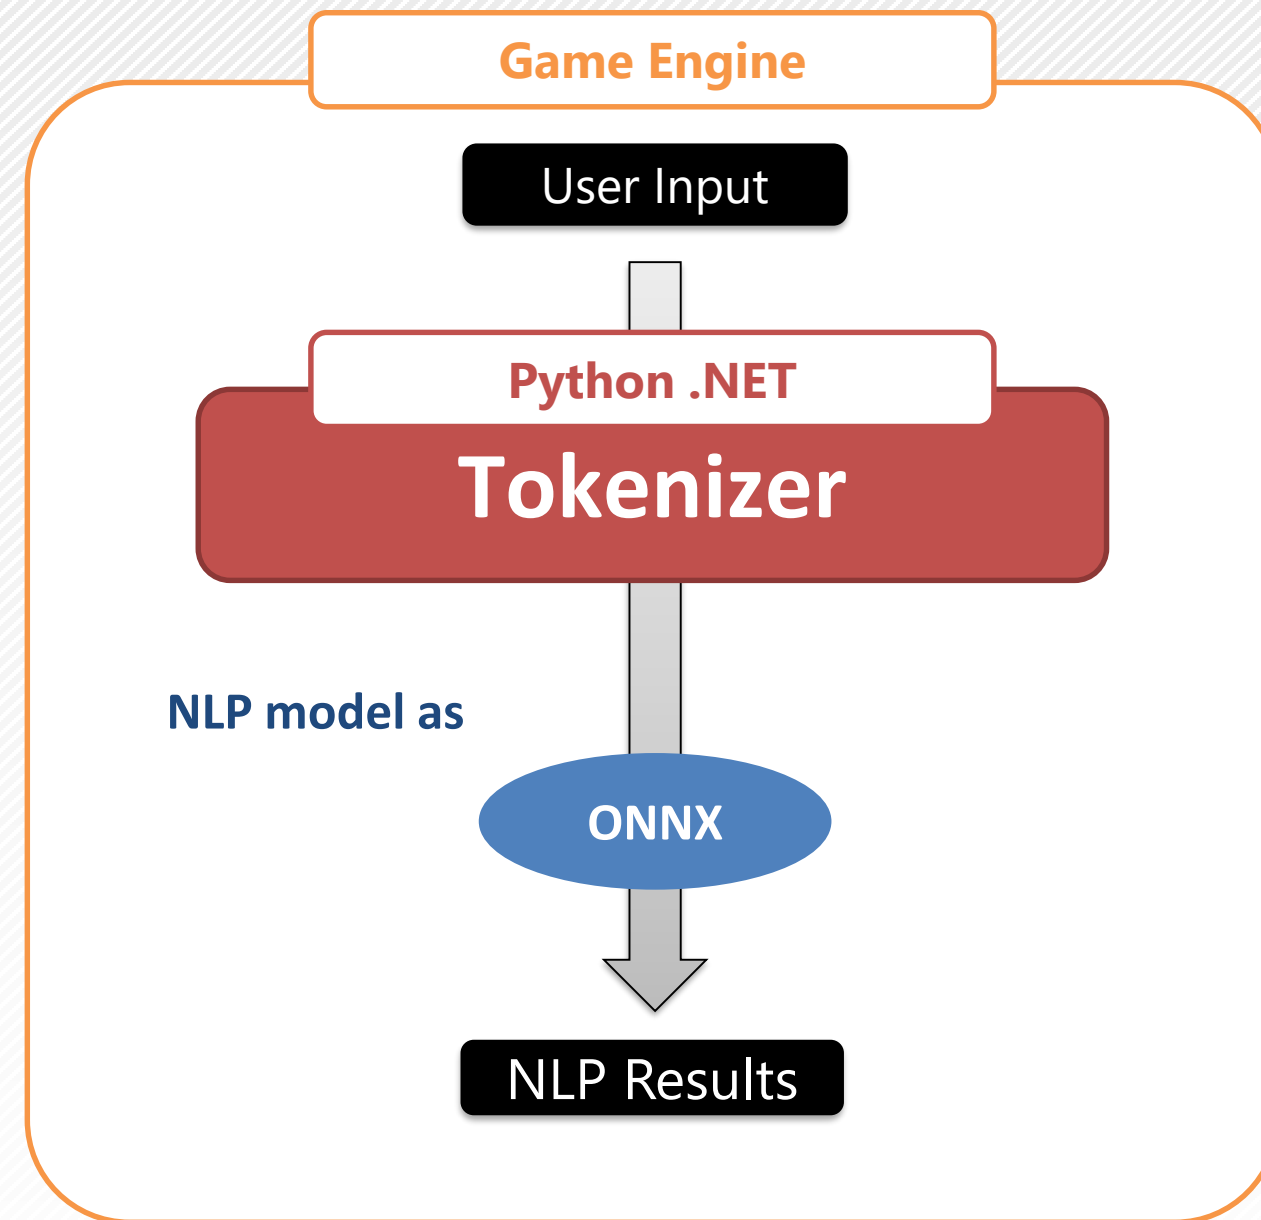 Game Engine
User Input
Python .NET
Tokenizer
NLP model as
ONNX
NLP Results